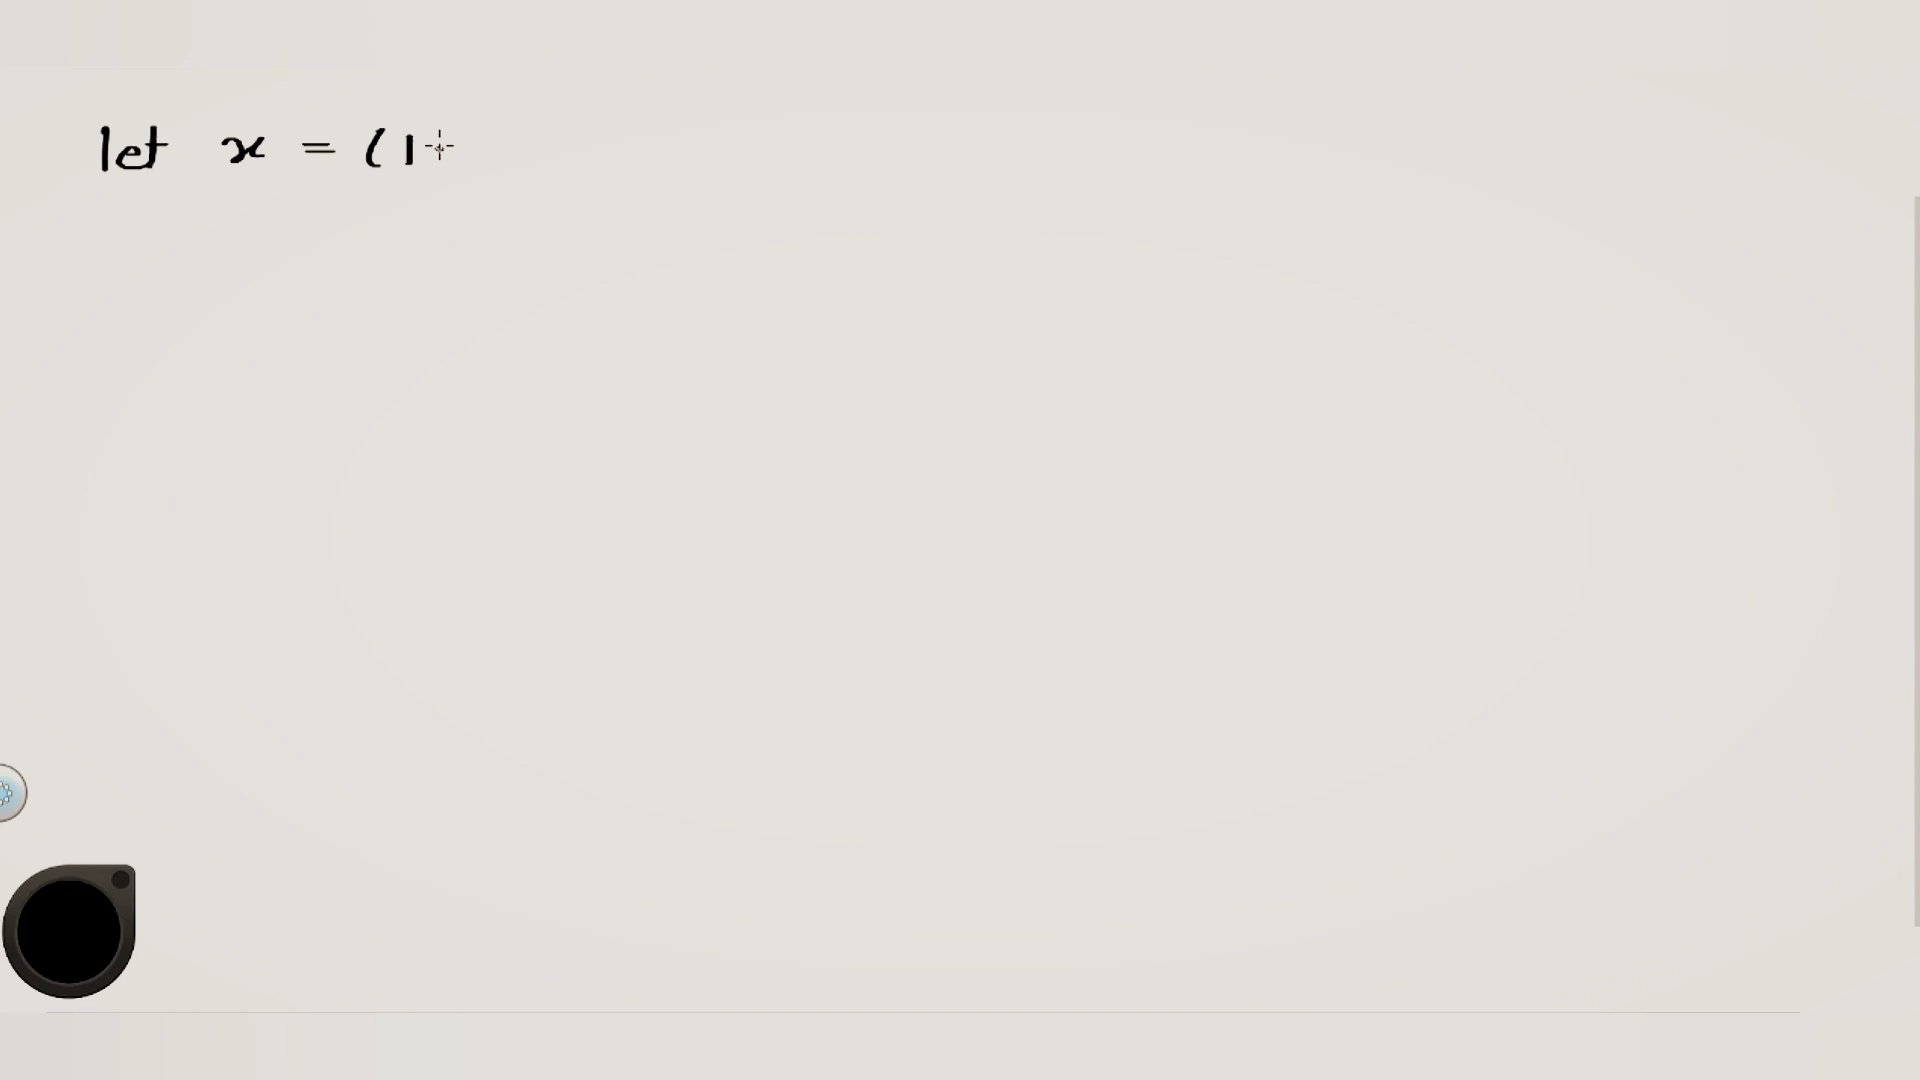 let x = (1